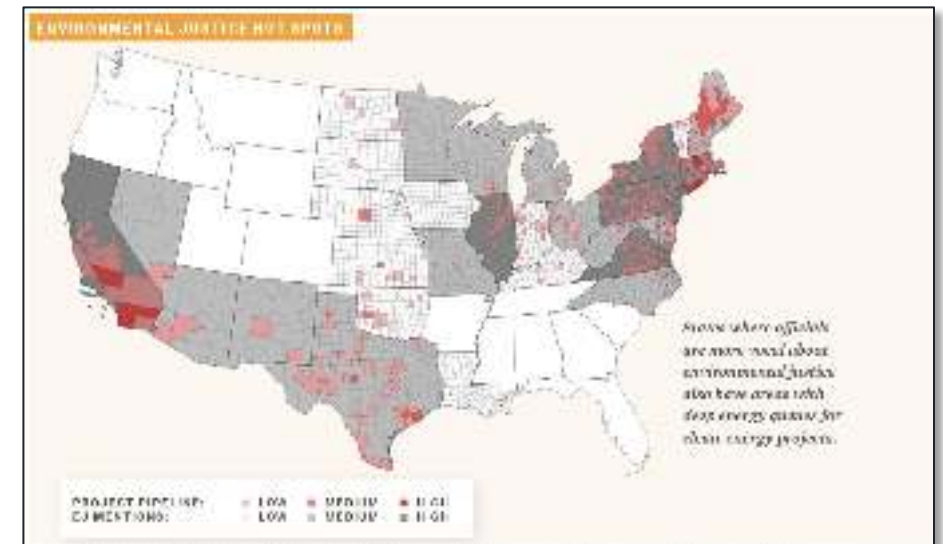 ENVIRONMENTAL JUSTICE HOT SPOTS
States where officials
are more vocal about
environmental justice
also have areas with
deep energy queues for
clean energy projects.
PROJECT PIPELINE: LOW MEDIUM HIGH
EJ MENTIONS: LOW MEDIUM HIGH